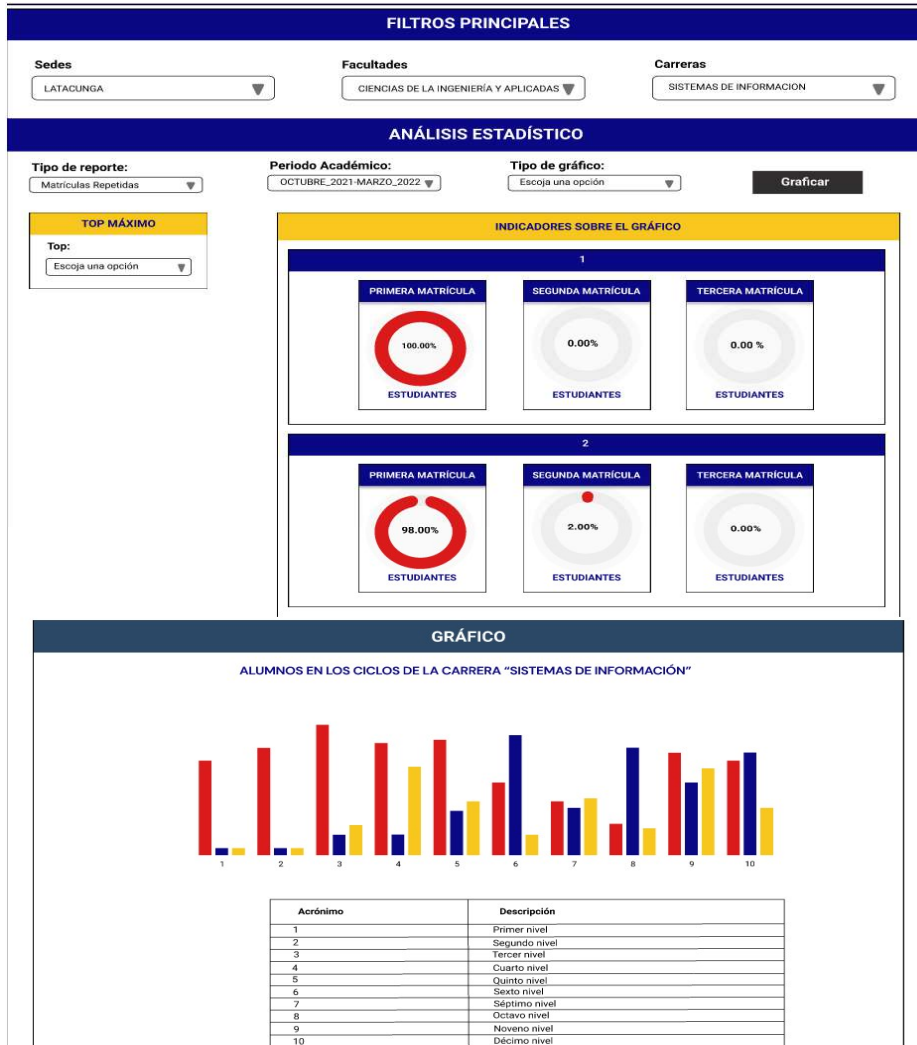 FILTROS PRINCIPALES
Sedes Facultades Carreras
LATACUNGA CIENCIAS DE LA INGENIERÍA Y APLICADAS SISTEMAS DE INFORMACION
ANÁLISIS ESTADÍSTICO
Tipo de reporte: Periodo Académico: Tipo de gráfico:
Matrículas Repetidas OCTUBRE_2021-MARZO_2022 Escoja una opción Graficar
TOP MÁXIMO
Top:
Escoja una opción
INDICADORES SOBRE EL GRÁFICO
1
PRIMERA MATRÍCULA SEGUNDA MATRÍCULA TERCERA MATRÍCULA
100.00% 0.00% 0.00 %
ESTUDIANTES ESTUDIANTES ESTUDIANTES
2
PRIMERA MATRÍCULA SEGUNDA MATRÍCULA TERCERA MATRÍCULA
98.00% 2.00% 0.00%
ESTUDIANTES ESTUDIANTES ESTUDIANTES
GRÁFICO
ALUMNOS EN LOS CICLOS DE LA CARRERA “SISTEMAS DE INFORMACIÓN”
1 2 3 4 5 6 7 8 9 10
Acrónimo Descripción
1 Primer nivel
2 Segundo nivel
3 Tercer nivel
4 Cuarto nivel
5 Quinto nivel
6 Sexto nivel
7 Séptimo nivel
8 Octavo nivel
9 Noveno nivel
10 Décimo nivel